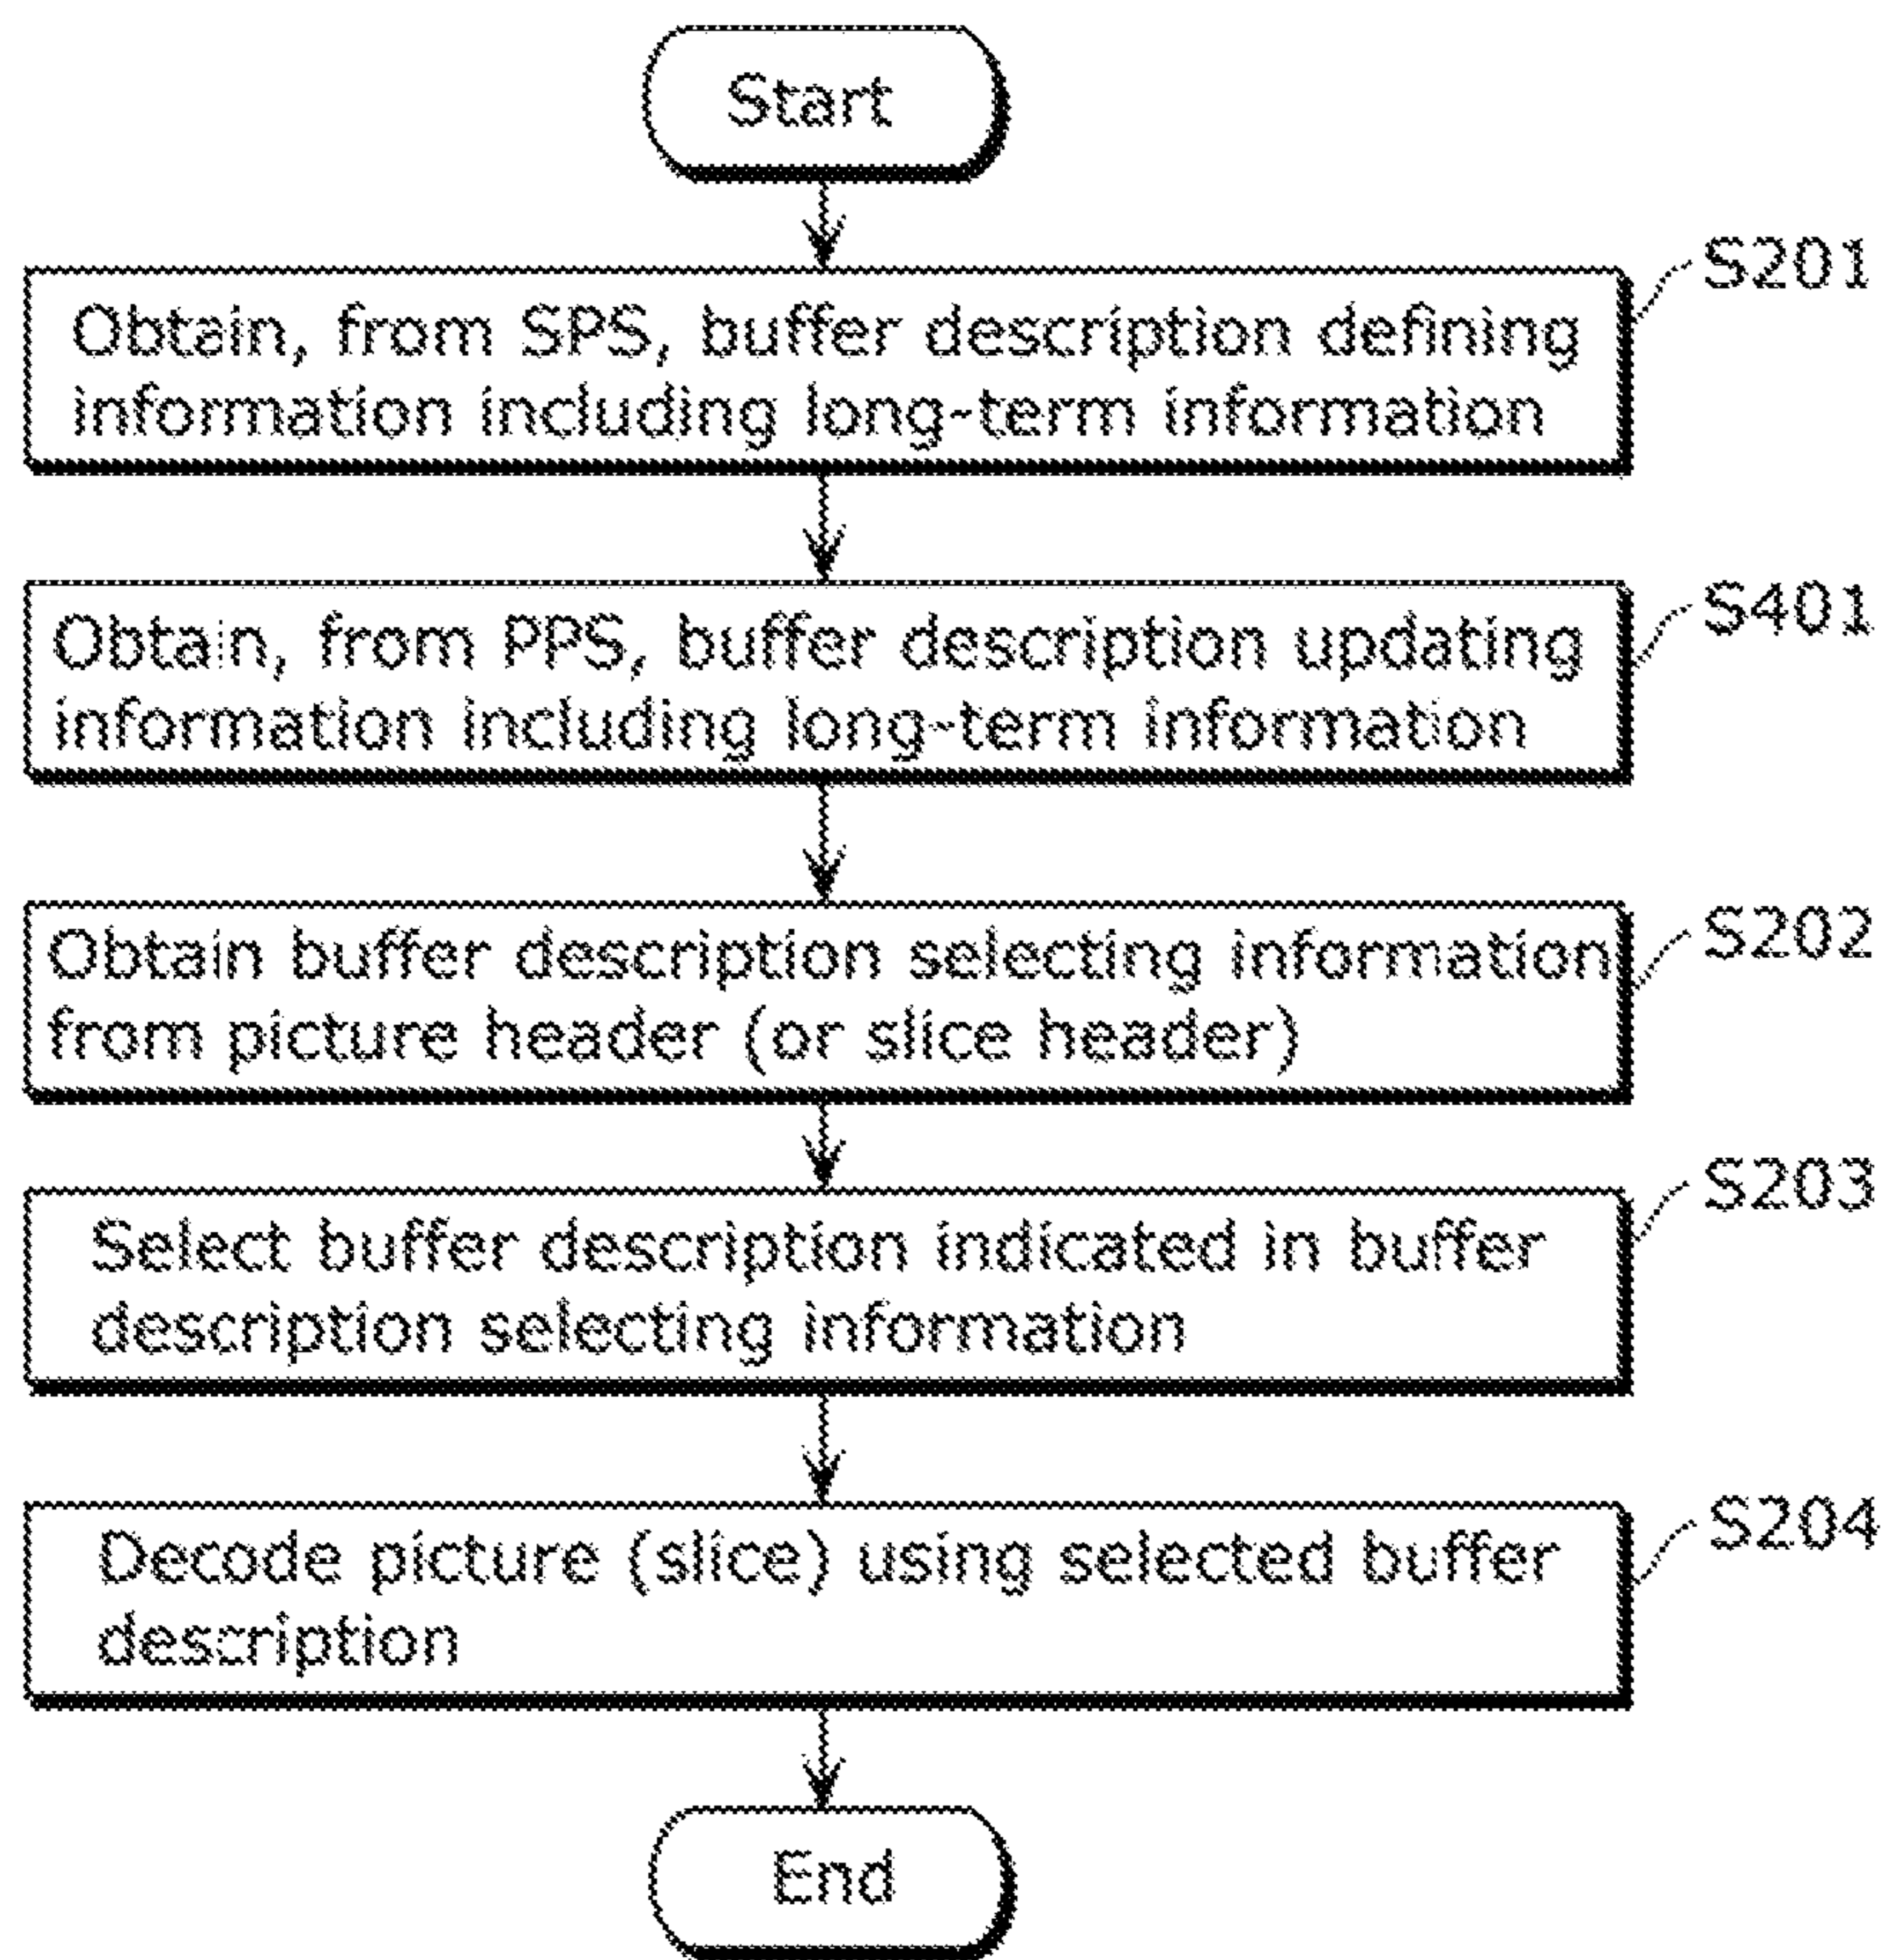 Start
S201
Obtain, from SPS, buffer description defining
information including long-term information
S401
Obtain, from PPS, buffer description updating
information including long-term information
S202
Obtain buffer description selecting information
from picture header (or slice header)
S203
Select buffer description indicated in buffer
description selecting information
S204
Decode picture (slice) using selected buffer
description
End